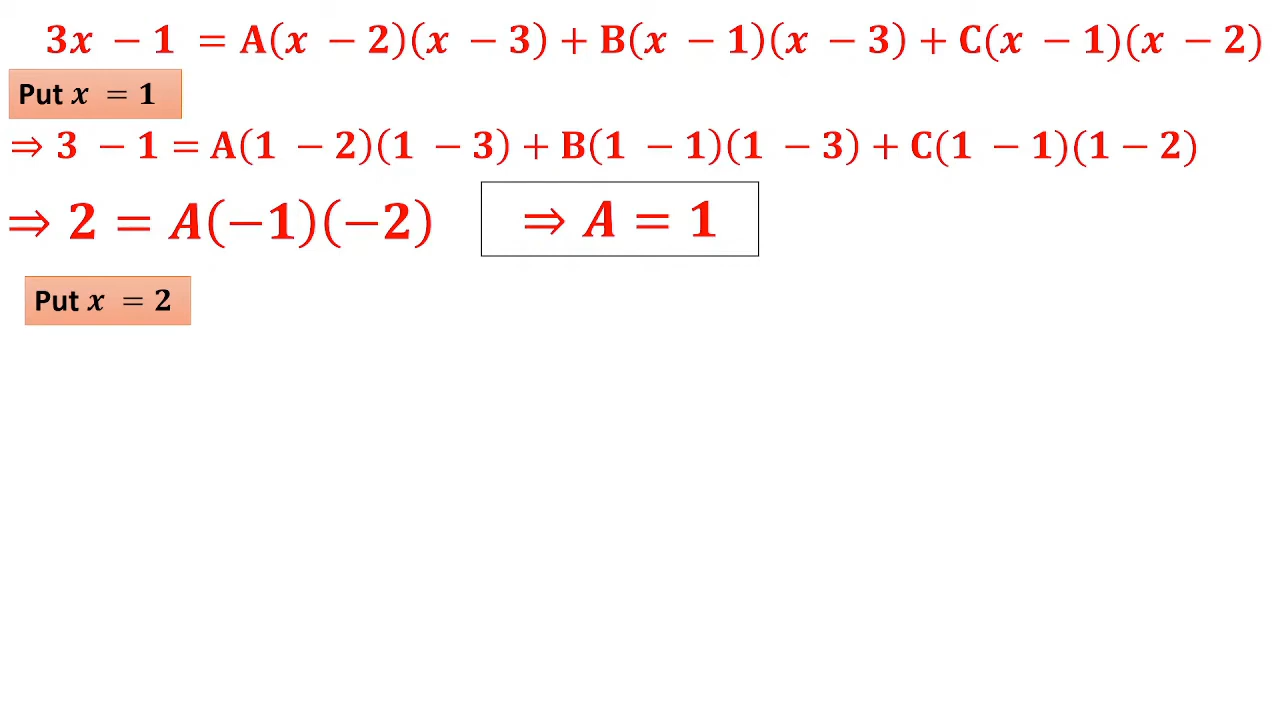 3x − 1 = A(x − 2)(x − 3) + B(x − 1)(x − 3) + C(x − 1)(x − 2)
Put x = 1
⇒ 3 − 1 = A(1 − 2)(1 − 3) + B(1 − 1)(1 − 3) + C(1 − 1)(1 − 2)
⇒ 2 = A(−1)(−2) ⇒ A = 1
Put x = 2